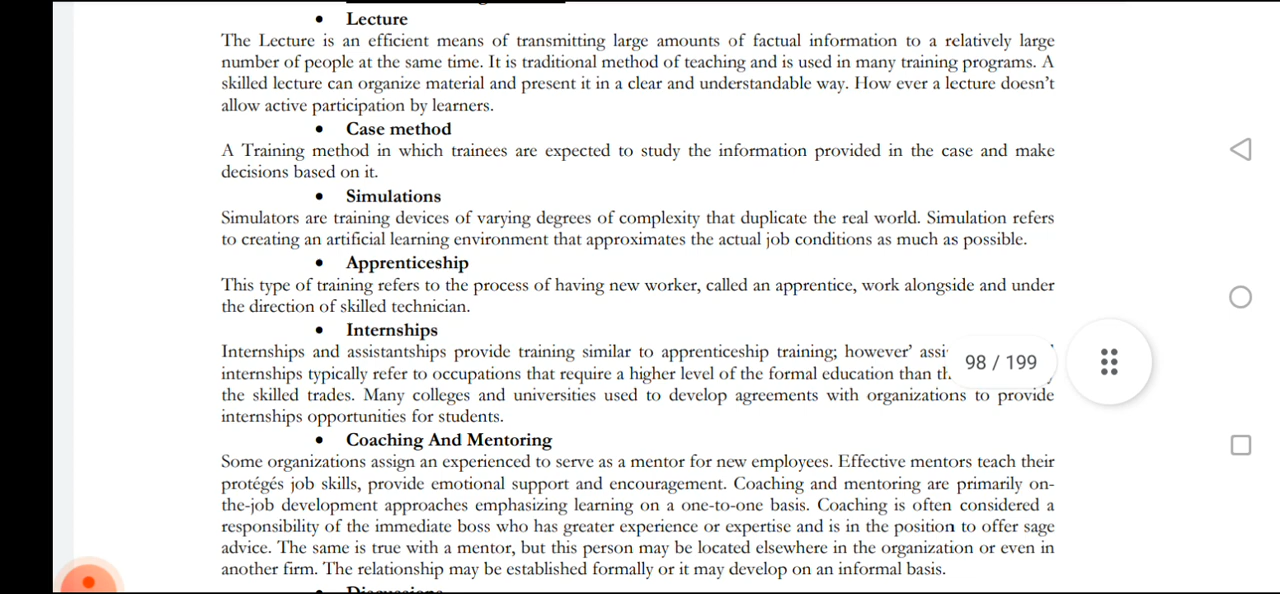 • Lecture
The Lecture is an efficient means of transmitting large amounts of factual information to a relatively large
number of people at the same time. It is traditional method of teaching and is used in many training programs. A
skilled lecture can organize material and present it in a clear and understandable way. How ever a lecture doesn't
allow active participation by learners.
• Case method
A Training method in which trainees are expected to study the information provided in the case and make
decisions based on it.
• Simulations
Simulators are training devices of varying degrees of complexity that duplicate the real world. Simulation refers
to creating an artificial learning environment that approximates the actual job conditions as much as possible.
• Apprenticeship
This type of training refers to the process of having new worker, called an apprentice, work alongside and under
the direction of skilled technician.
• Internships
Internships and assistantships provide training similar to apprenticeship training; however'
internships typically refer to occupations that require a higher level of the formal education than
the skilled trades. Many colleges and universities used to develop agreements with organizations to provide
internships opportunities for students.
98 / 199
• Coaching And Mentoring
Some organizations assign an experienced to serve as a mentor for new employees. Effective mentors teach their
protégés job skills, provide emotional support and encouragement. Coaching and mentoring are primarily on-
the-job development approaches emphasizing learning on a one-to-one basis. Coaching is often considered a
responsibility of the immediate boss who has greater experience or expertise and is in the position to offer sage
advice. The same is true with a mentor, but this person may be located elsewhere in the organization or even in
another firm. The relationship may be established formally or it may develop on an informal basis.